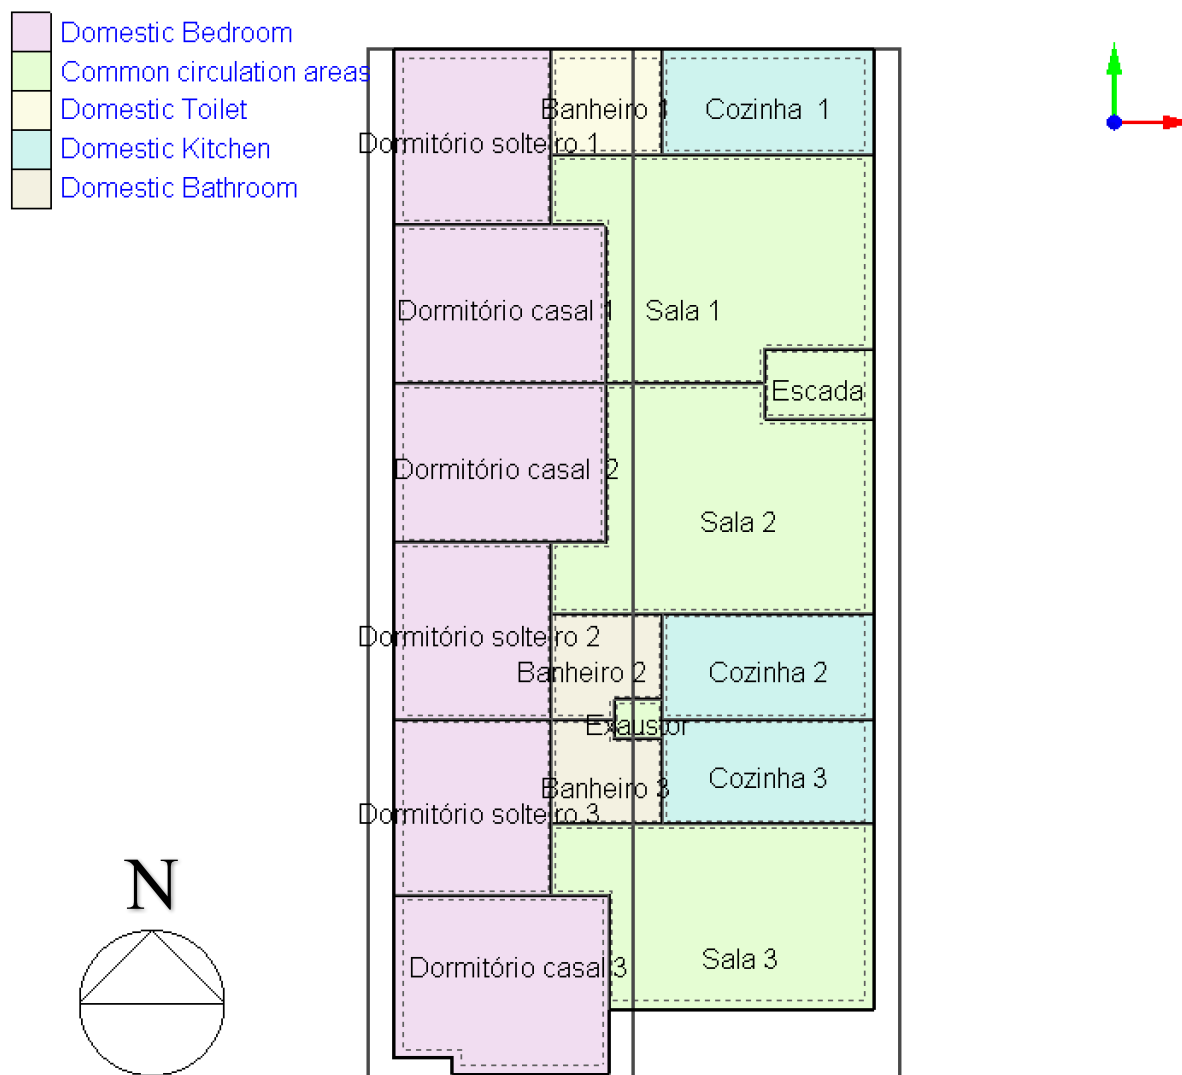 Domestic Bedroom
Common circulation areas
Domestic Toilet
Domestic Kitchen
Domestic Bathroom
Banheiro 1
Cozinha 1
Dormitório solteiro 1
Dormitório casal 1
Sala 1
Escada
Dormitório casal 2
Sala 2
Dormitório solteiro 2
Banheiro 2
Cozinha 2
Exaustor
Banheiro 3
Cozinha 3
Dormitório solteiro 3
N
Dormitório casal 3
Sala 3